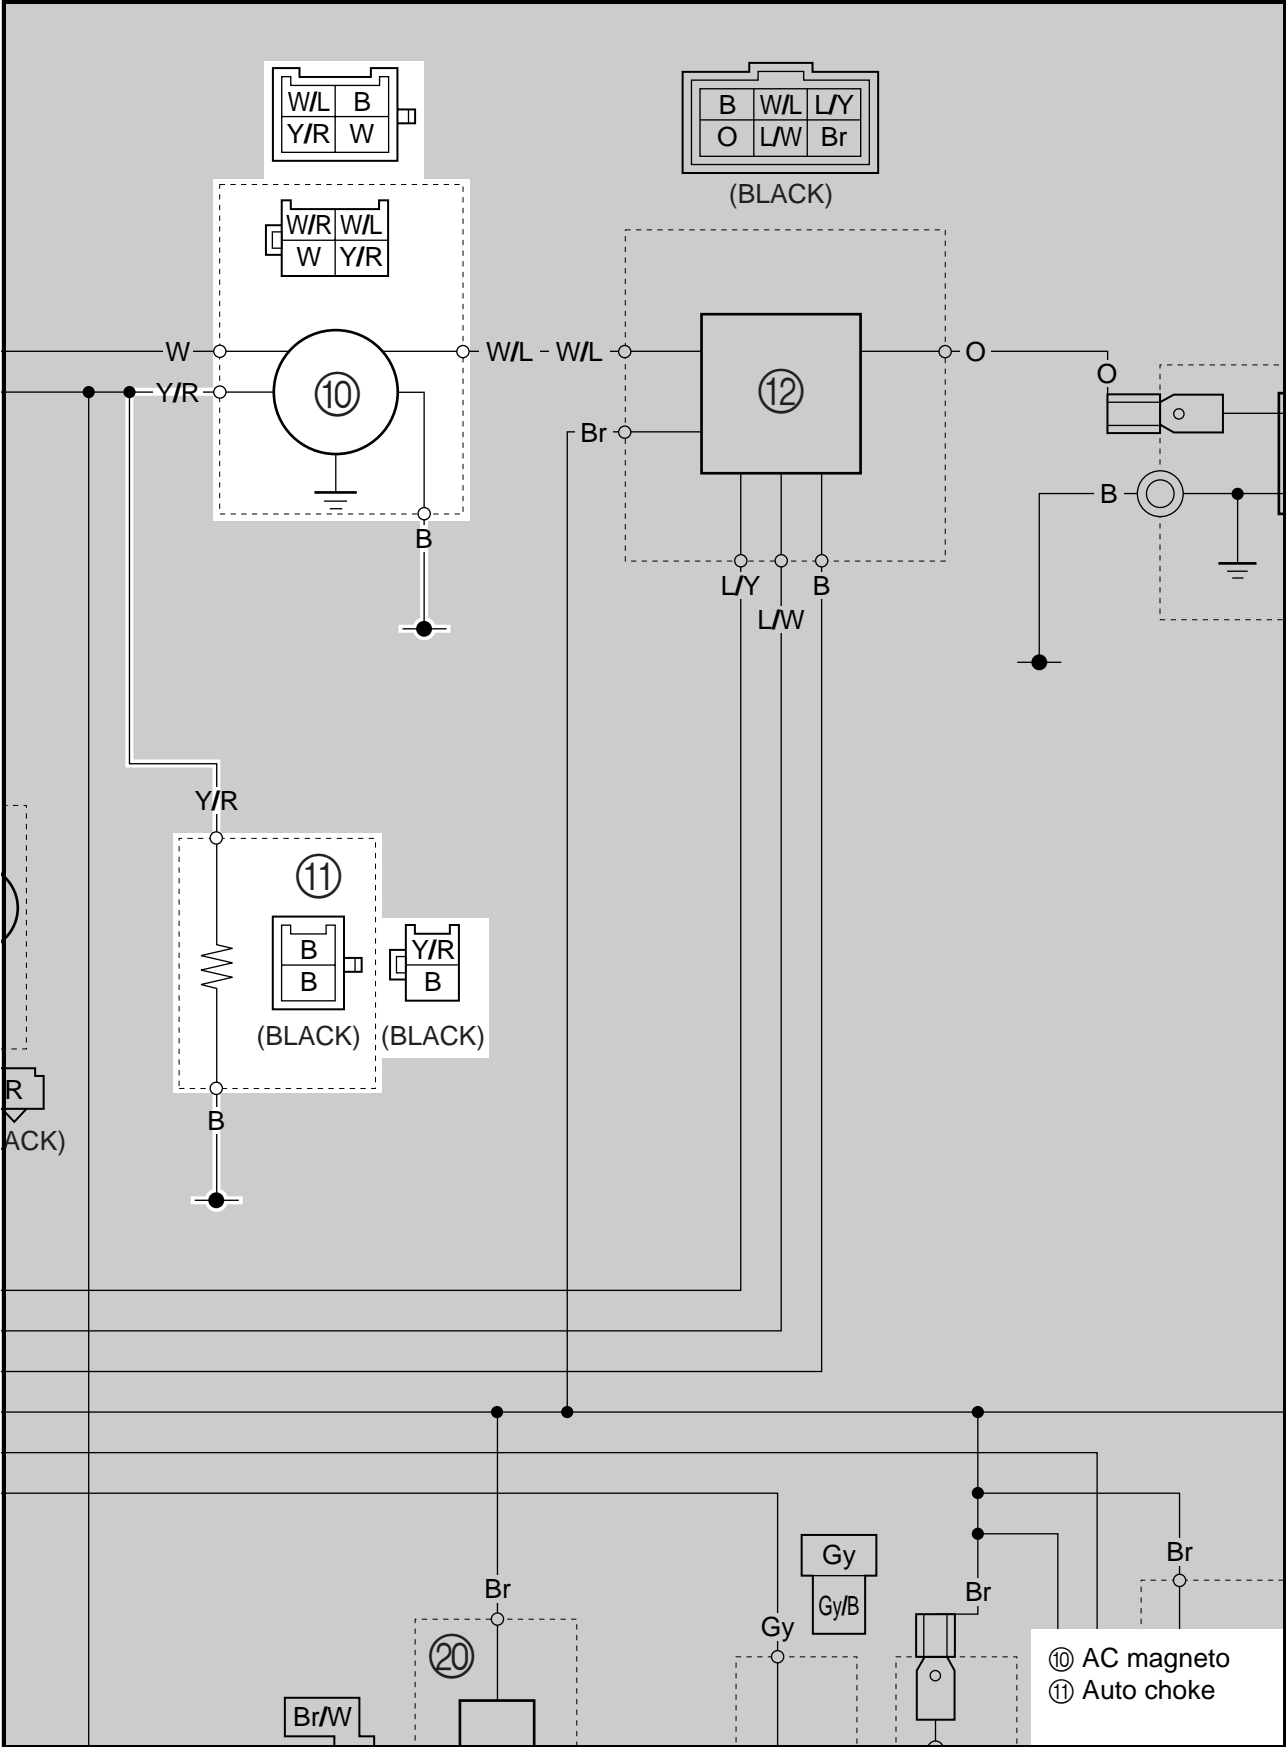 W/L B
Y/R W
B W/L L/Y
O L/W Br
(BLACK)
W/R W/L
W Y/R
W
W/L
W/L
O
O
Y/R
⑩
⑫
Br
B
B
L/Y
B
L/W
Y/R
⑪
B
B
(BLACK)
Y/R
B
(BLACK)
R
ACK)
B
Br
Gy
Gy/B
Br
Br
Gy
⑳
Br/W
⑩ AC magneto
⑪ Auto choke